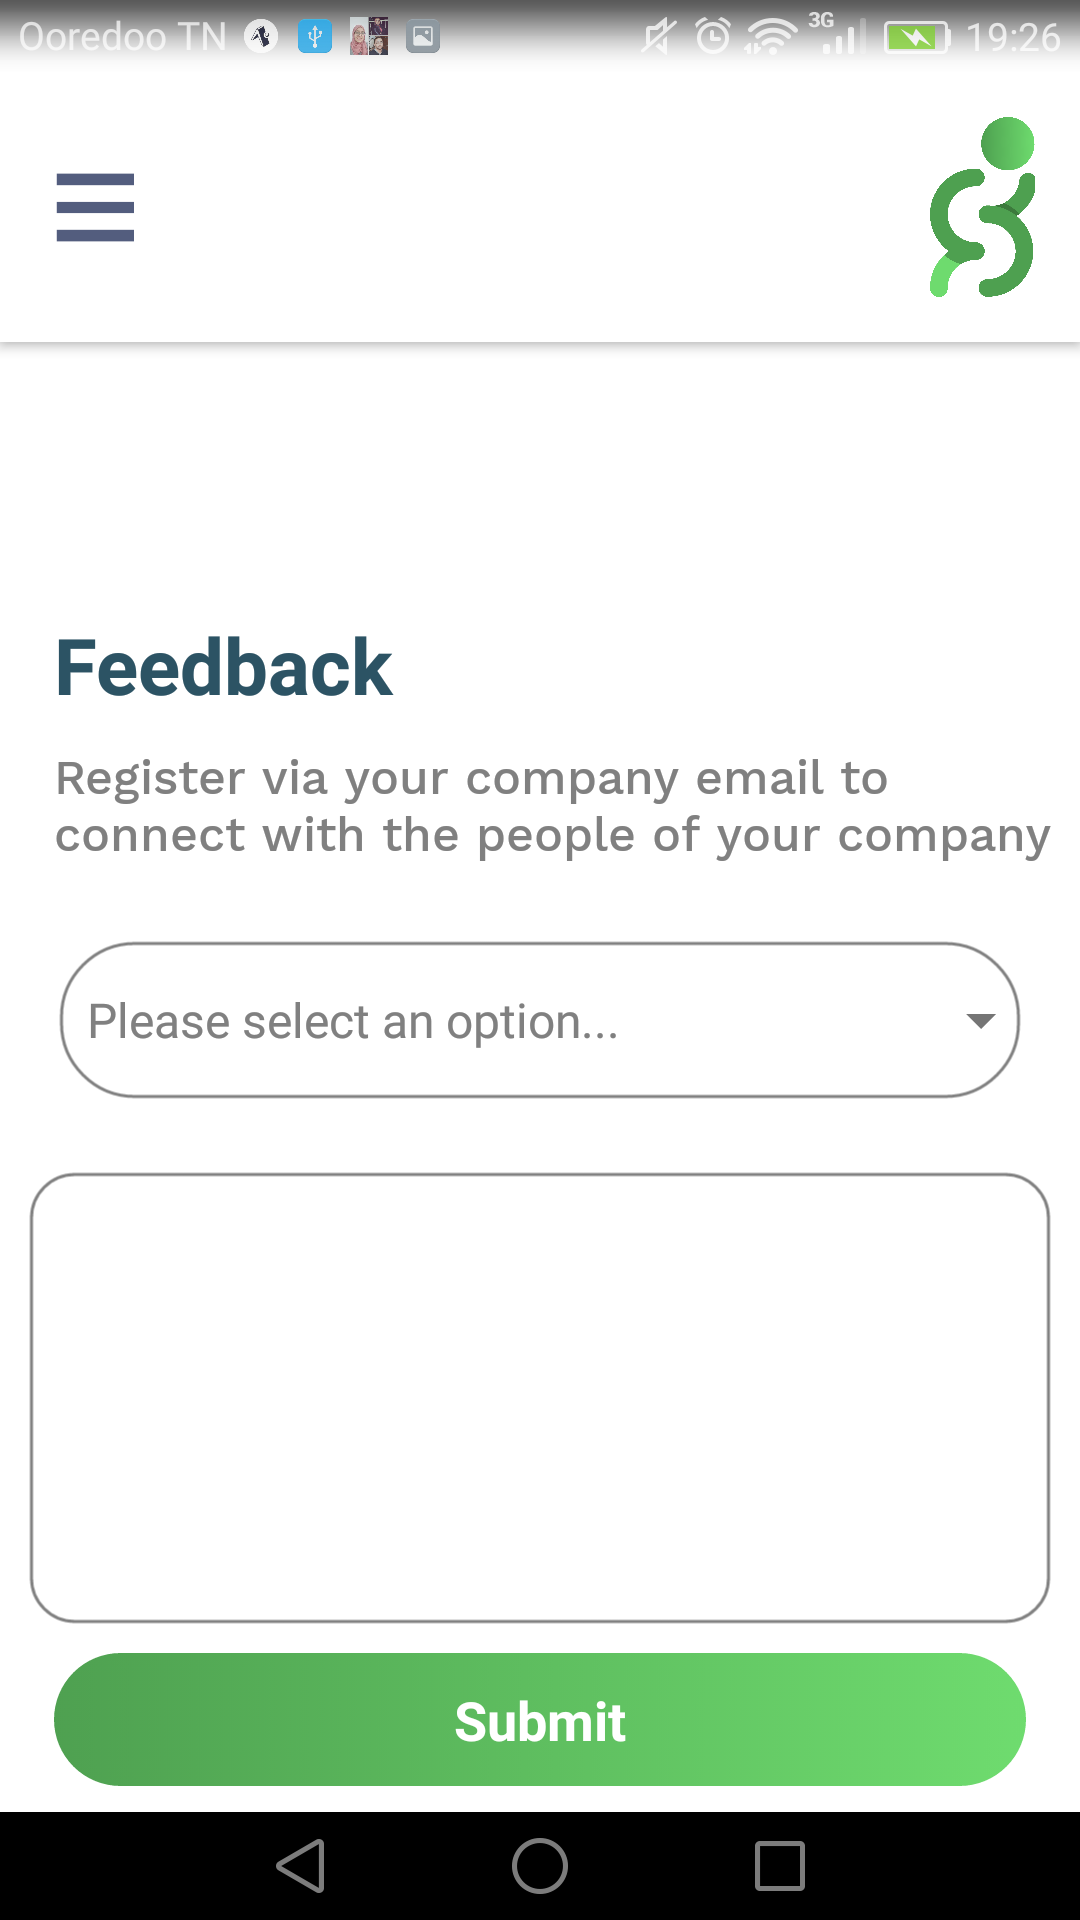 Ooredoo TN 3G 19:26
Feedback
Register via your company email to
connect with the people of your company
Please select an option...
Submit